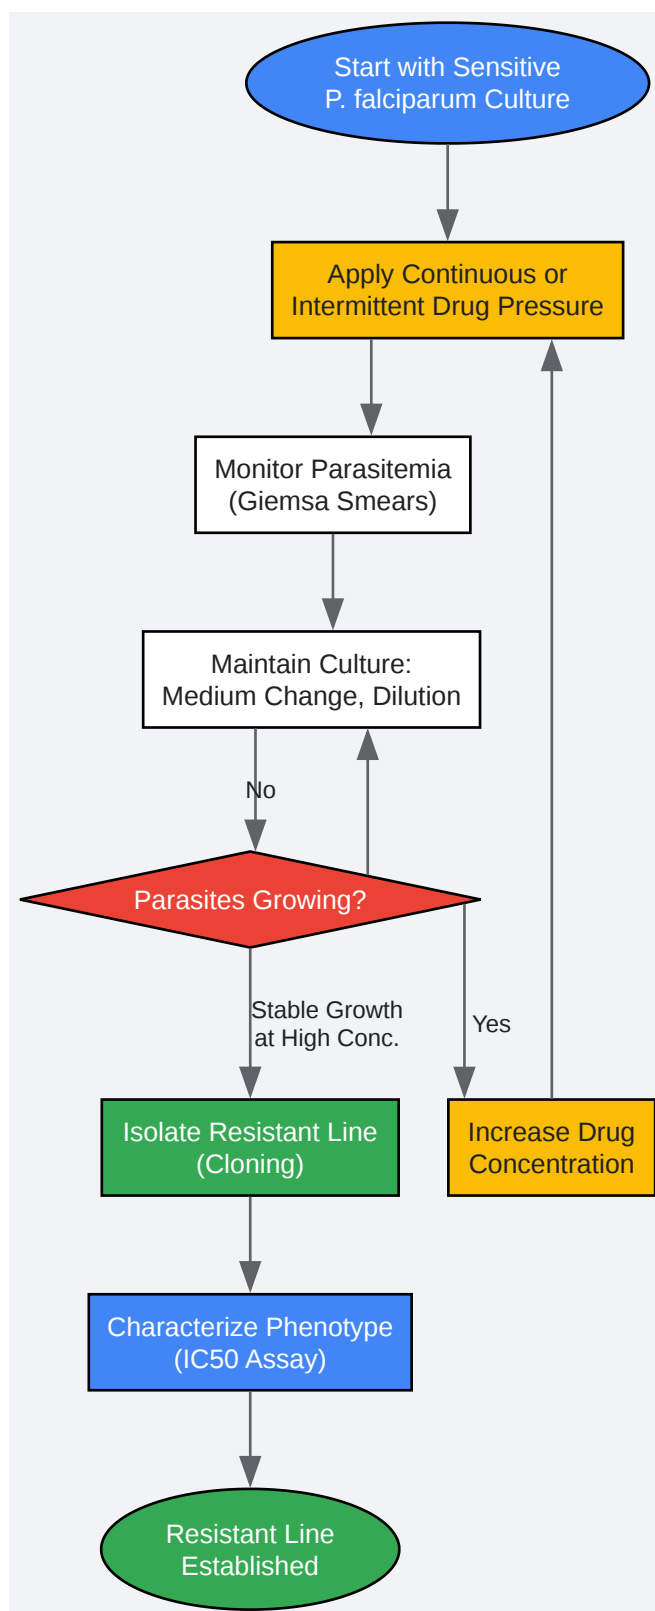 Start with Sensitive
P. falciparum Culture
Apply Continuous or
Intermittent Drug Pressure
Monitor Parasitemia
(Giemsa Smears)
Maintain Culture:
Medium Change, Dilution
No
Parasites Growing?
Stable Growth
at High Conc.
Yes
Isolate Resistant Line
(Cloning)
Increase Drug
Concentration
Characterize Phenotype
(IC50 Assay)
Resistant Line
Established